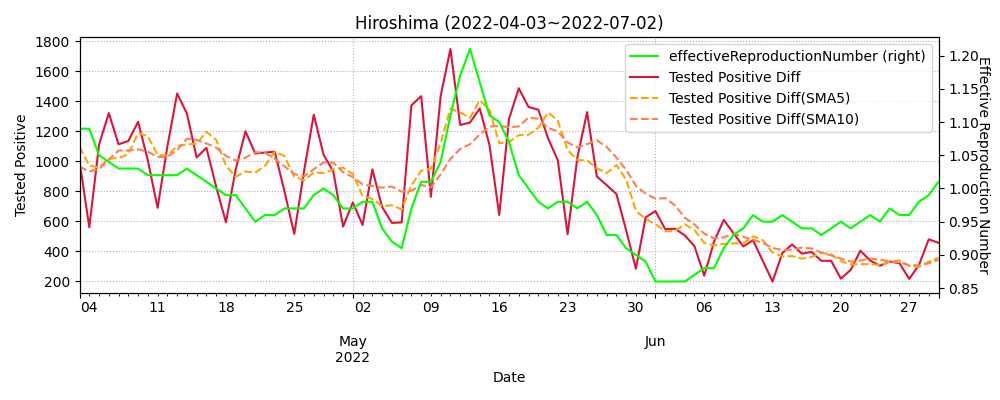 Hiroshima (2022-04-03~2022-07-02)
1800
1600
1400
1200
1000
800
600
400
200
Tested Positive
effectiveReproductionNumber (right)
Tested Positive Diff
Tested Positive Diff(SMA5)
Tested Positive Diff(SMA10)
1.20
1.15
1.10
1.05
1.00
0.95
0.90
0.85
Effective Reproduction Number
04 11 18 25 02 09 16 23 30 06 13 20 27
May Jun
2022
Date